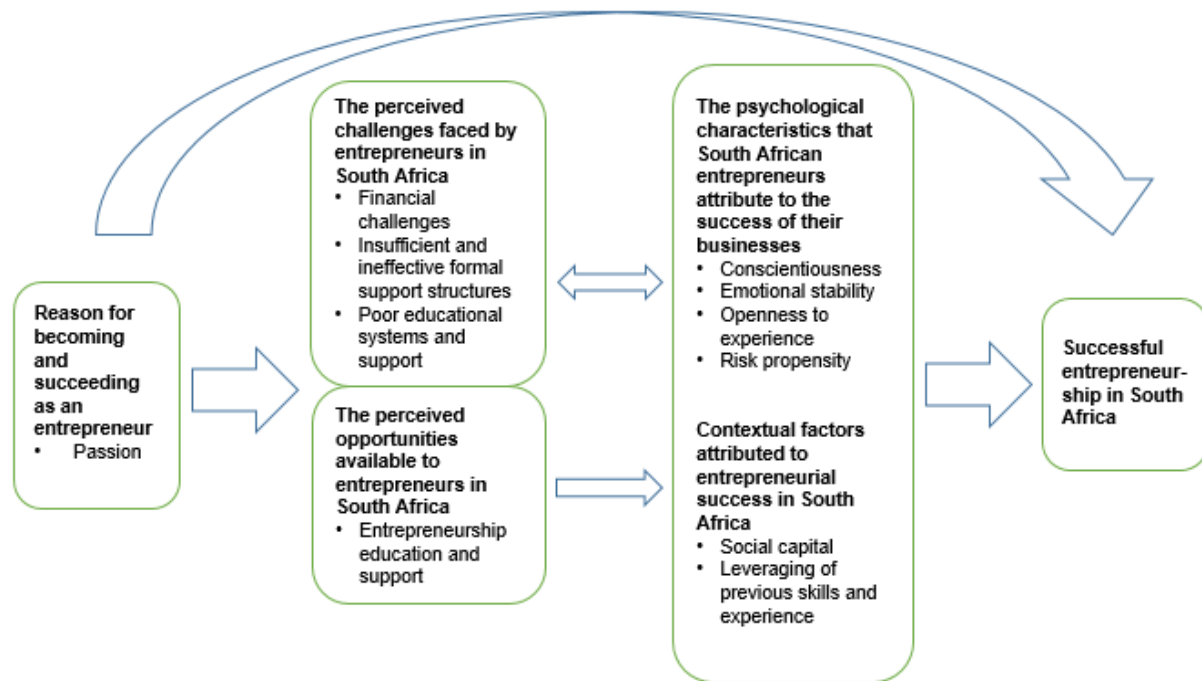 Reason for
becoming
and
succeeding
as an
entrepreneur
• Passion
The perceived
challenges faced by
entrepreneurs in
South Africa
• Financial
challenges
• Insufficient and
ineffective formal
support structures
• Poor educational
systems and
support
The perceived
opportunities
available to
entrepreneurs in
South Africa
• Entrepreneurship
education and
support
The psychological
characteristics that
South African
entrepreneurs
attribute to the
success of their
businesses
• Conscientiousness
• Emotional stability
• Openness to
experience
• Risk propensity
Contextual factors
attributed to
entrepreneurial
success in South
Africa
• Social capital
• Leveraging of
previous skills and
experience
Successful
entrepreneur-
ship in South
Africa